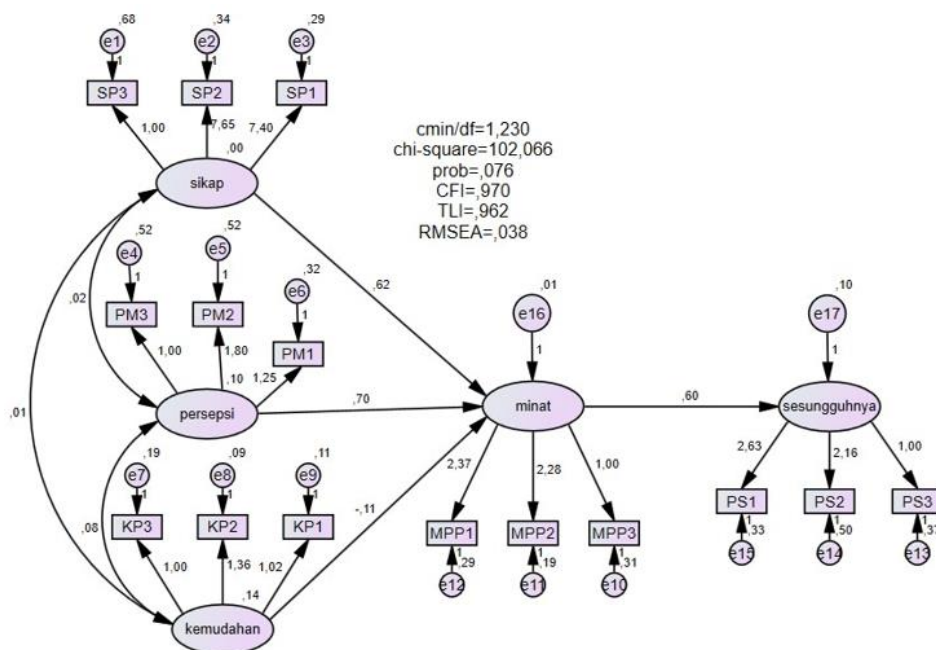 ,68
,34
,29
e1
e2
e3
1
1
1
SP3
SP2
SP1
1,00
7,65
7,40
,00
sikap
cmin/df=1,230
chi-square=102,066
prob=,076
CFI=,970
TLI=,962
RMSEA=,038
,52
,52
,32
e4
e5
e6
1
1
1
PM3
PM2
PM1
1,00
1,80
1,25
,10
persepsi
,02
,01
,08
,62
,70
-,11
,19
,09
,11
e7
e8
e9
1
1
1
KP3
KP2
KP1
1,00
1,36
1,02
,14
kemudahan
,01
e16
1
minat
,60
,10
e17
1
sesungguhnya
2,37
2,28
1,00
MPP1
MPP2
MPP3
1
1
1
,29
,19
,31
e12
e11
e10
2,63
2,16
1,00
PS1
PS2
PS3
1
1
1
,33
,50
,37
e15
e14
e13